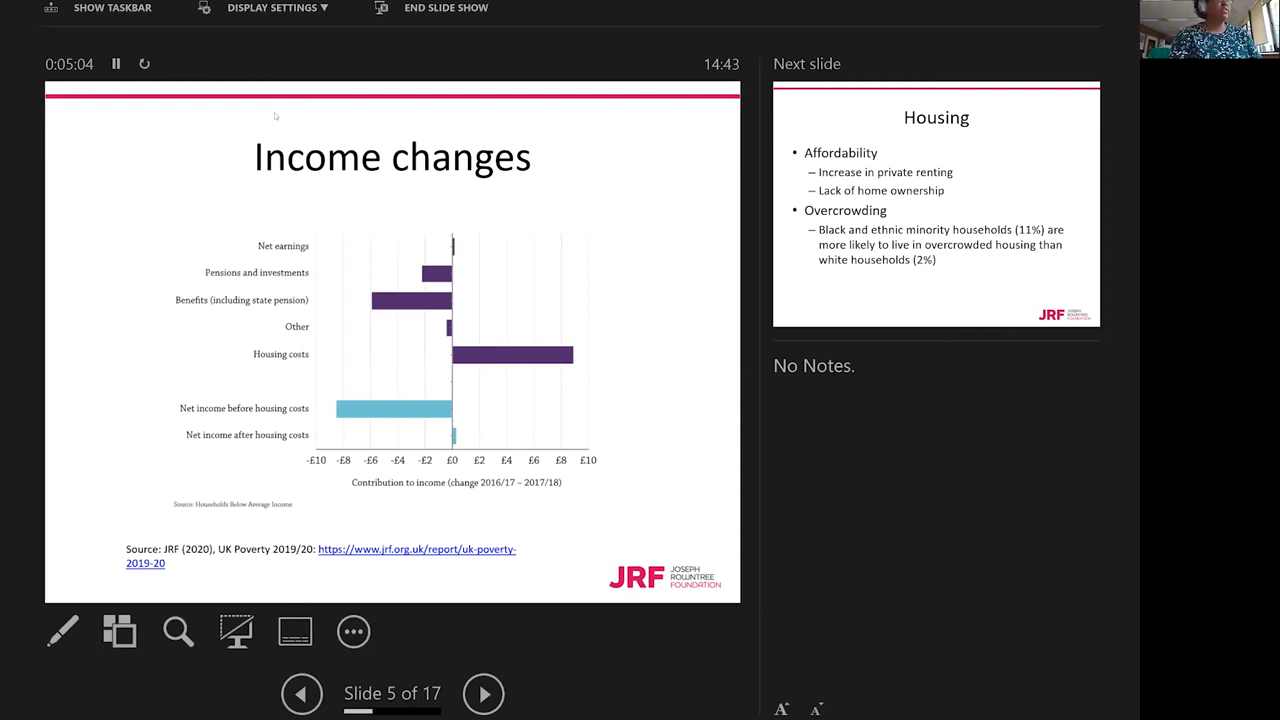 SHOW TASKBAR
DISPLAY SETTINGS ▼
END SLIDE SHOW
0:05:04
14:43
Income changes
Net earnings
Pensions and investments
Benefits (including state pension)
Other
Housing costs
Net income before housing costs
Net income after housing costs
-£10 -£8 -£6 -£4 -£2 £0 £2 £4 £6 £8 £10
Contribution to income (change 2016/17 – 2017/18)
Source: Households Below Average Income
Source: JRF (2020), UK Poverty 2019/20: https://www.jrf.org.uk/report/uk-poverty-
2019-20
JRF JOSEPH
ROWNTREE
FOUNDATION
Slide 5 of 17
Next slide
Housing
• Affordability
– Increase in private renting
– Lack of home ownership
• Overcrowding
– Black and ethnic minority households (11%) are
more likely to live in overcrowded housing than
white households (2%)
JRF JOSEPH
ROWNTREE
FOUNDATION
No Notes.
A A